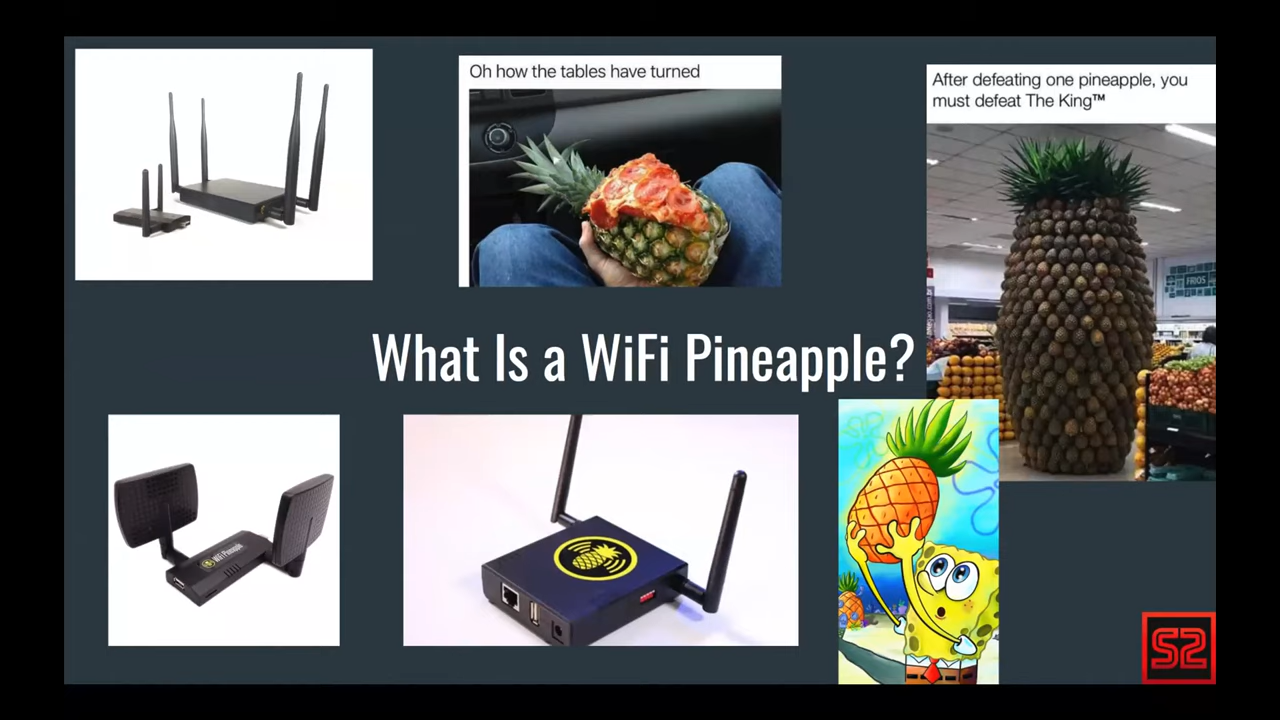 Oh how the tables have turned
After defeating one pineapple, you
must defeat The King™
FRIOS
What Is a WiFi Pineapple?
WiFi Pineapple
S2